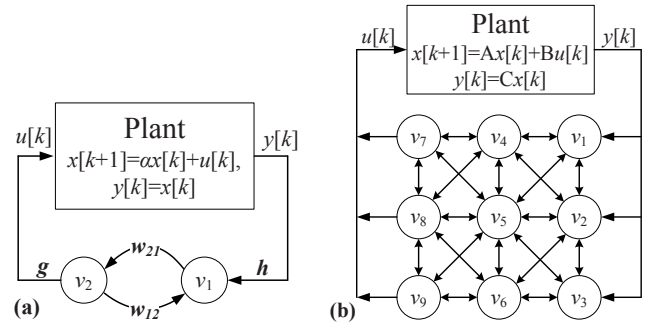 Plant
x[k+1]=αx[k]+u[k],
y[k]=x[k]
u[k]
y[k]
g
h
w21
w12
v2
v1
(a)
Plant
x[k+1]=Ax[k]+Bu[k]
y[k]=Cx[k]
u[k]
y[k]
v7 v4 v1
v8 v5 v2
v9 v6 v3
(b)